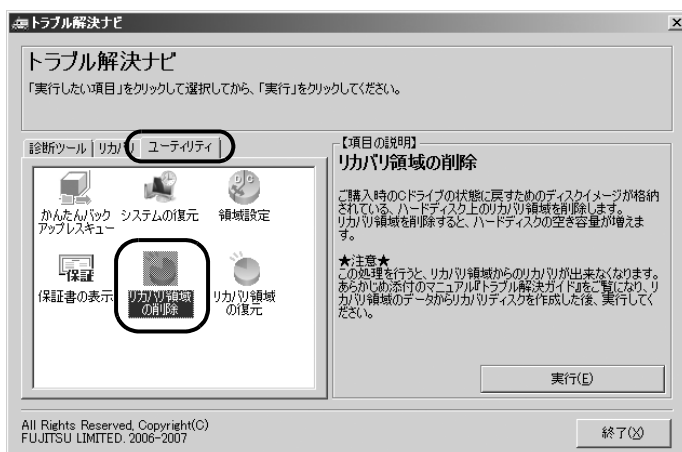 トラブル解決ナビ
トラブル解決ナビ
「実行したい項目」をクリックして選択してから、「実行」をクリックしてください。
診断ツール リカバリ ユーティリティ
かんたんバック
アップレスキュー
システムの復元
領域設定
保証
保証書の表示
リカバリ領域
の削除
リカバリ領域
の復元
【項目の説明】
リカバリ領域の削除
ご購入時のCドライブの状態に戻すためのディスクイメージが格納
されている、ハードディスク上のリカバリ領域を削除します。
リカバリ領域を削除すると、ハードディスクの空き容量が増えま
す。
★注意★
この処理を行うと、リカバリ領域からのリカバリが出来なくなります。
あらかじめ添付のマニュアル『トラブル解決ガイド』をご覧になり、リ
カバリ領域のデータからリカバリディスクを作成した後、実行してく
ださい。
実行(E)
All Rights Reserved, Copyright(C)
FUJITSU LIMITED. 2006-2007
終了(X)